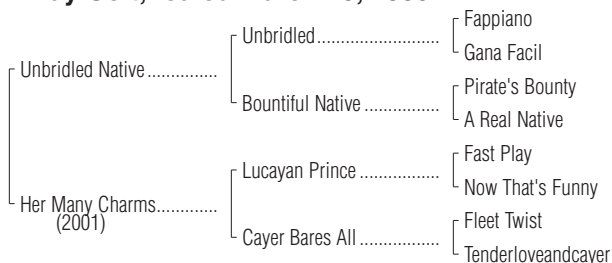 Fappiano
Unbridled...........................
Gana Facil
Unbridled Native...............
Pirate's Bounty
Bountiful Native .................
A Real Native
Fast Play
Lucayan Prince ..................
Now That's Funny
Her Many Charms.............
(2001)
Fleet Twist
Cayer Bares All ..................
Tenderloveandcayer